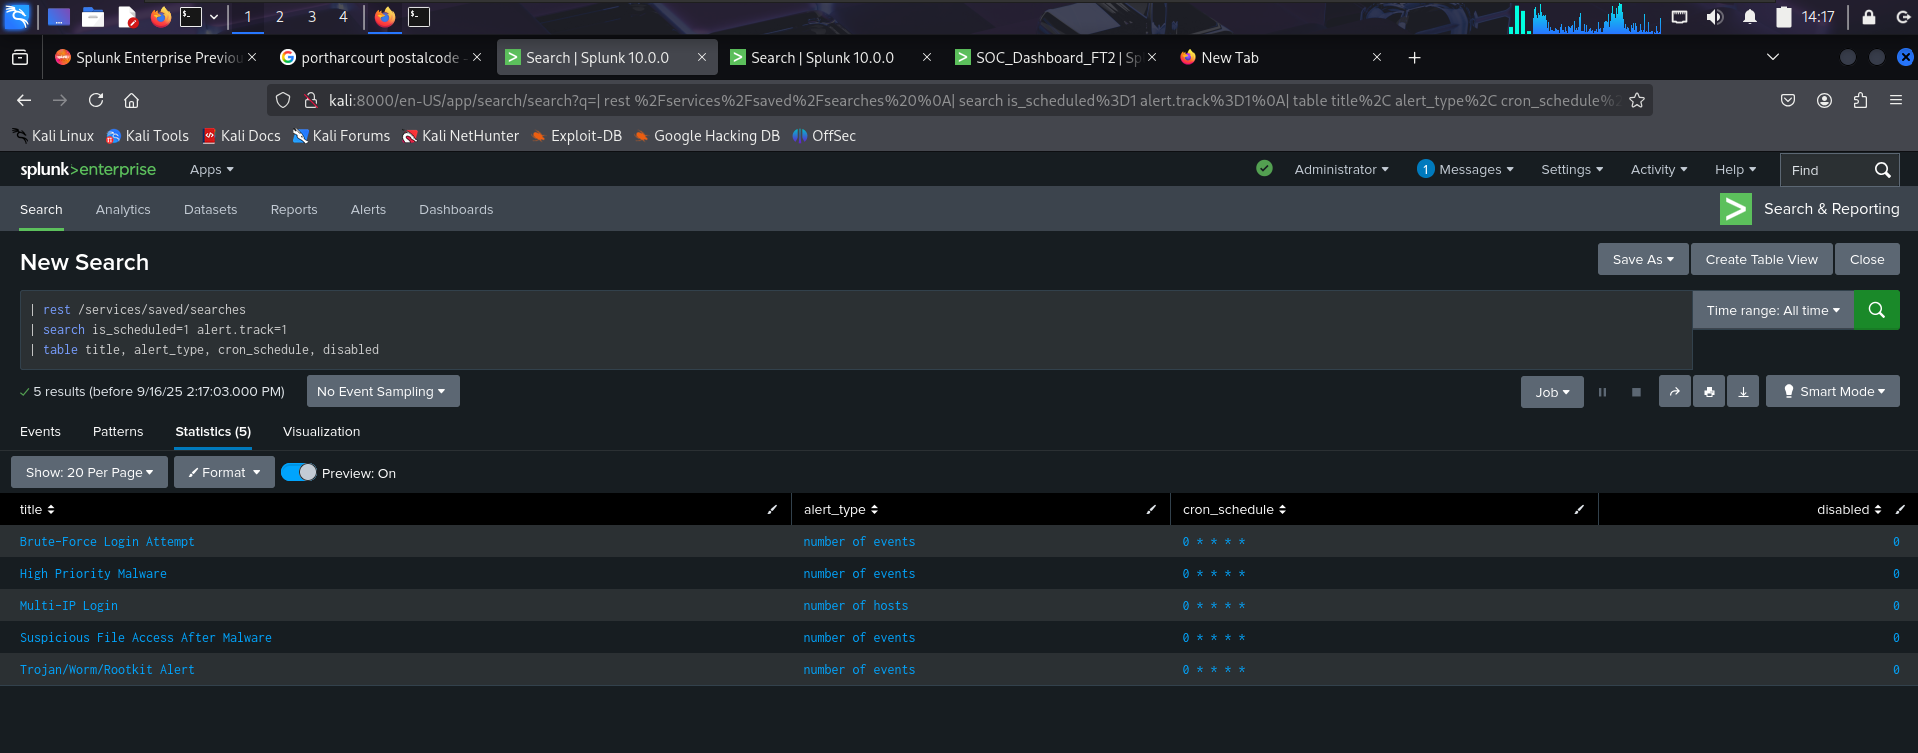 1 2 3 4 14:17
Splunk Enterprise Previou portharcourt postalcode - Search | Splunk 10.0.0 Search | Splunk 10.0.0 SOC_Dashboard_FT2 | Sp New Tab
kali:8000/en-US/app/search/search?q=| rest %2Fservices%2Fsaved%2Fsearches%20%0A| search is_scheduled%3D1 alert.track%3D1%0A| table title%2C alert_type%2C cron_schedule%2
Kali Linux Kali Tools Kali Docs Kali Forums Kali NetHunter Exploit-DB Google Hacking DB OffSec
splunk>enterprise Apps Administrator 1 Messages Settings Activity Help Find
Search Analytics Datasets Reports Alerts Dashboards Search & Reporting
New Search Save As Create Table View Close
| rest /services/saved/searches
| search is_scheduled=1 alert.track=1
| table title, alert_type, cron_schedule, disabled
Time range: All time
5 results (before 9/16/25 2:17:03.000 PM) No Event Sampling Job Smart Mode
Events Patterns Statistics (5) Visualization
Show: 20 Per Page Format Preview: On
title alert_type cron_schedule disabled
Brute-Force Login Attempt number of events 0 * * * * 0
High Priority Malware number of events 0 * * * * 0
Multi-IP Login number of hosts 0 * * * * 0
Suspicious File Access After Malware number of events 0 * * * * 0
Trojan/Worm/Rootkit Alert number of events 0 * * * * 0